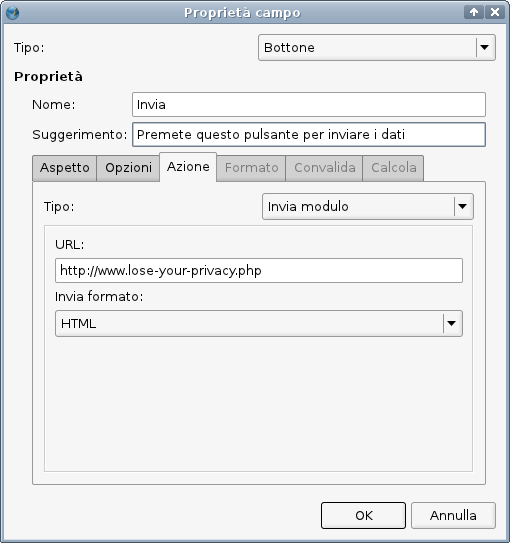 Proprietà campo
Tipo: Bottone
Proprietà
Nome: Invia
Suggerimento: Premete questo pulsante per inviare i dati
Aspetto Opzioni Azione Formato Convalida Calcola
Tipo: Invia modulo
URL:
http://www.lose-your-privacy.php
Invia formato:
HTML
OK Annulla